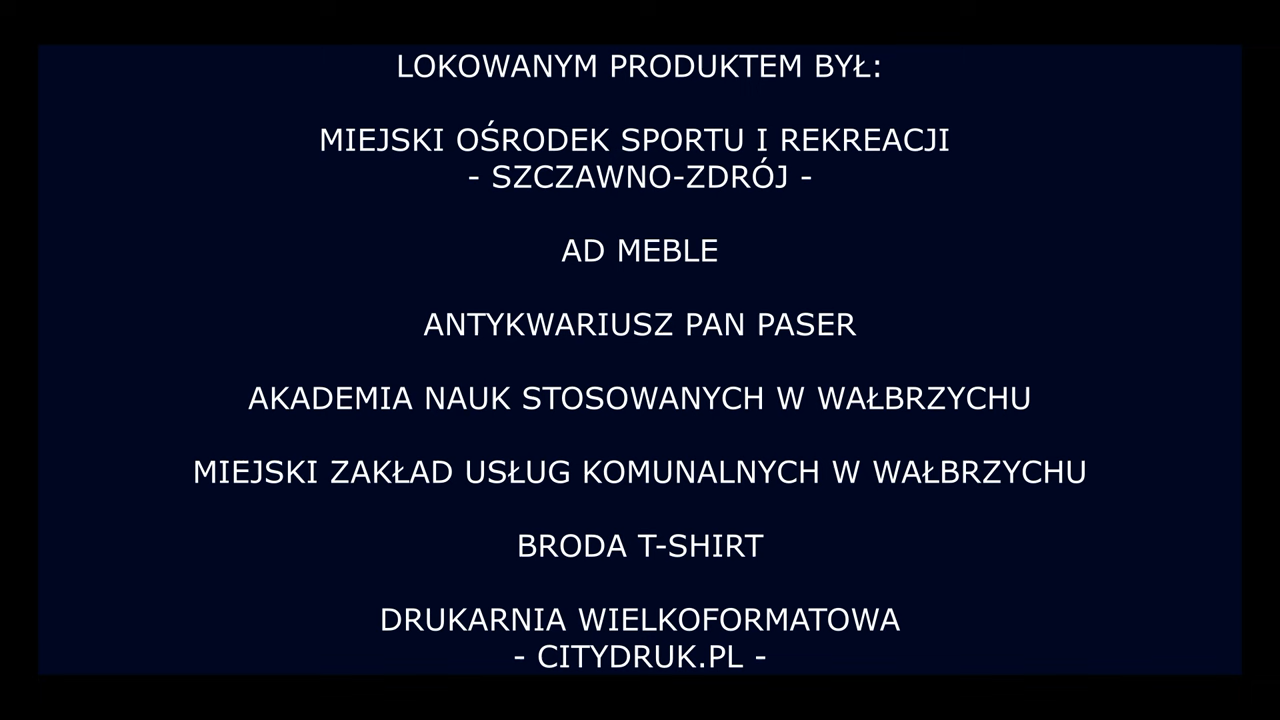 LOKOWANYM PRODUKTEM BYŁ:
MIEJSKI OŚRODEK SPORTU I REKREACJI
- SZCZAWNO-ZDRÓJ -
AD MEBLE
ANTYKWARIUSZ PAN PASER
AKADEMIA NAUK STOSOWANYCH W WAŁBRZYCHU
MIEJSKI ZAKŁAD USŁUG KOMUNALNYCH W WAŁBRZYCHU
BRODA T-SHIRT
DRUKARNIA WIELKOFORMATOWA
- CITYDRUK.PL -